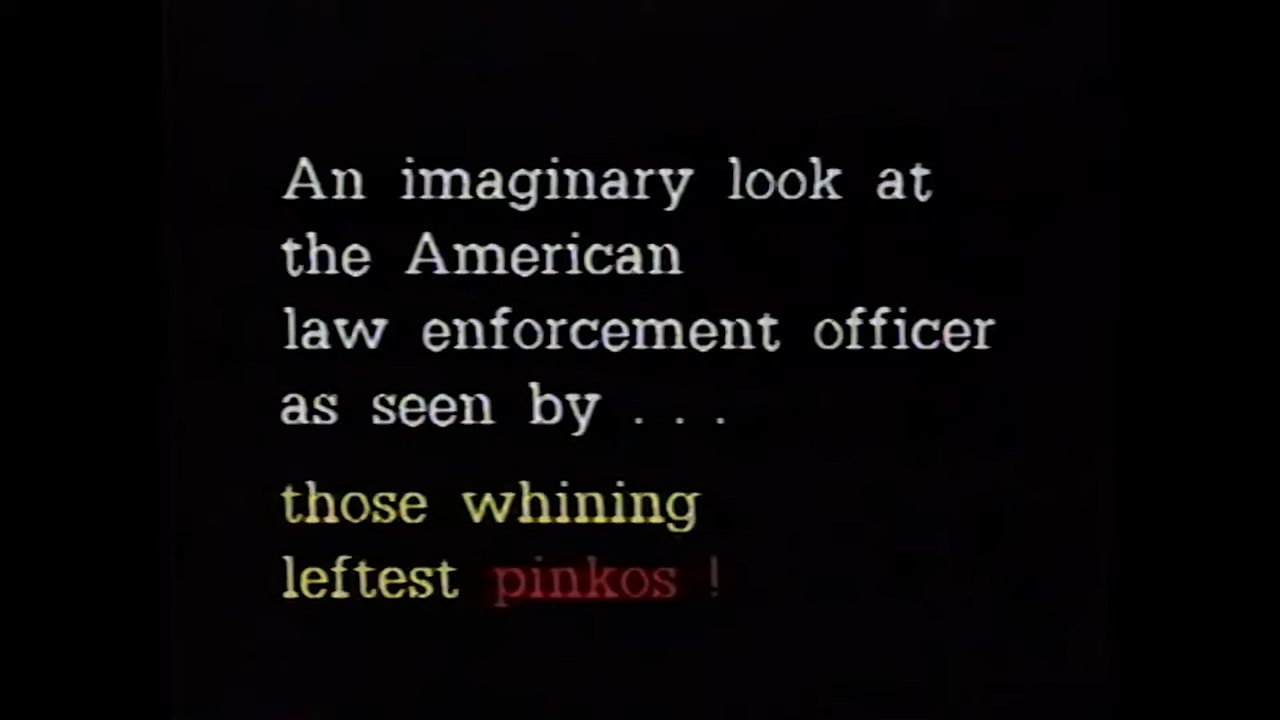 An imaginary look at
the American
law enforcement officer
as seen by . . .
those whining
leftest pinkos !